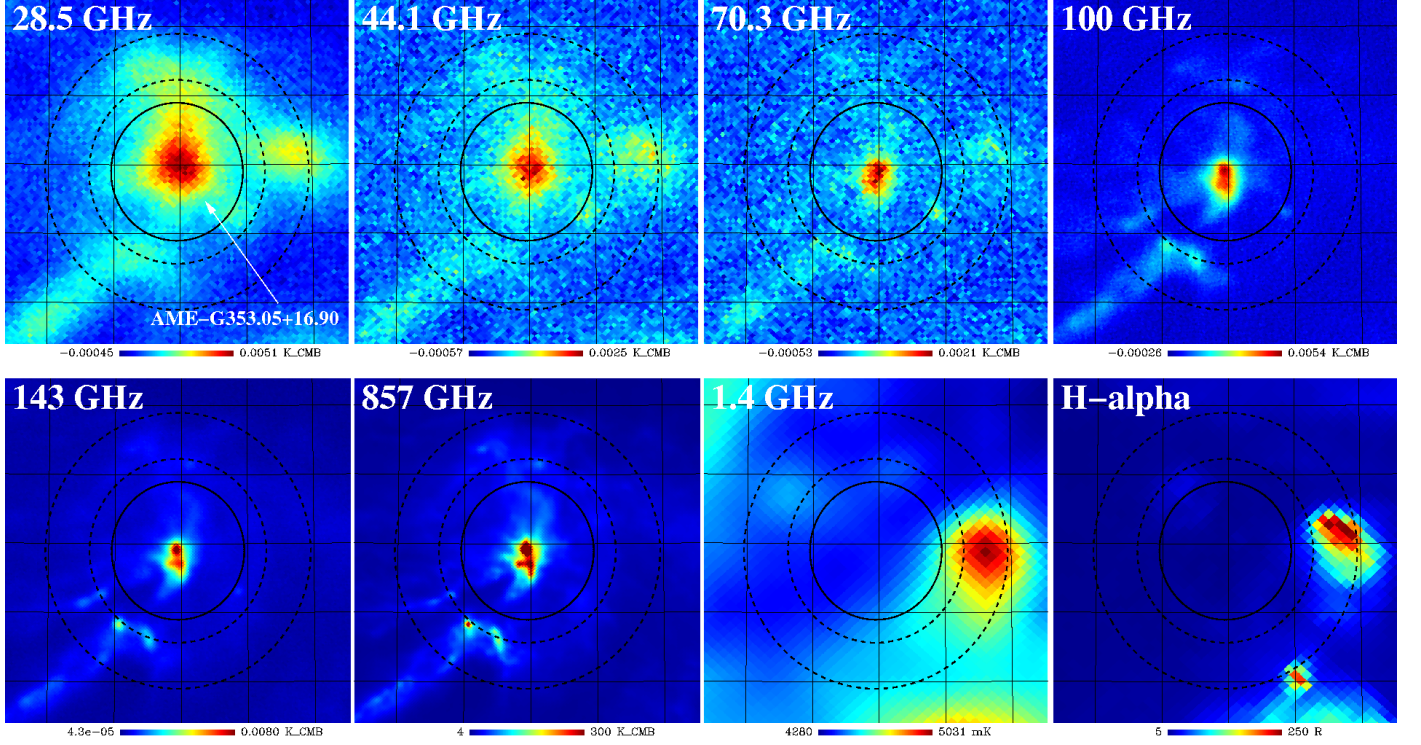 28.5 GHz
44.1 GHz
70.3 GHz
100 GHz
AME−G353.05+16.90
−0.00045 0.0051 K_CMB
−0.00057 0.0025 K_CMB
−0.00053 0.0021 K_CMB
−0.00026 0.0054 K_CMB
143 GHz
857 GHz
1.4 GHz
H−alpha
4.3e−05 0.0080 K_CMB
4 300 K_CMB
4280 5031 mK
5 250 R